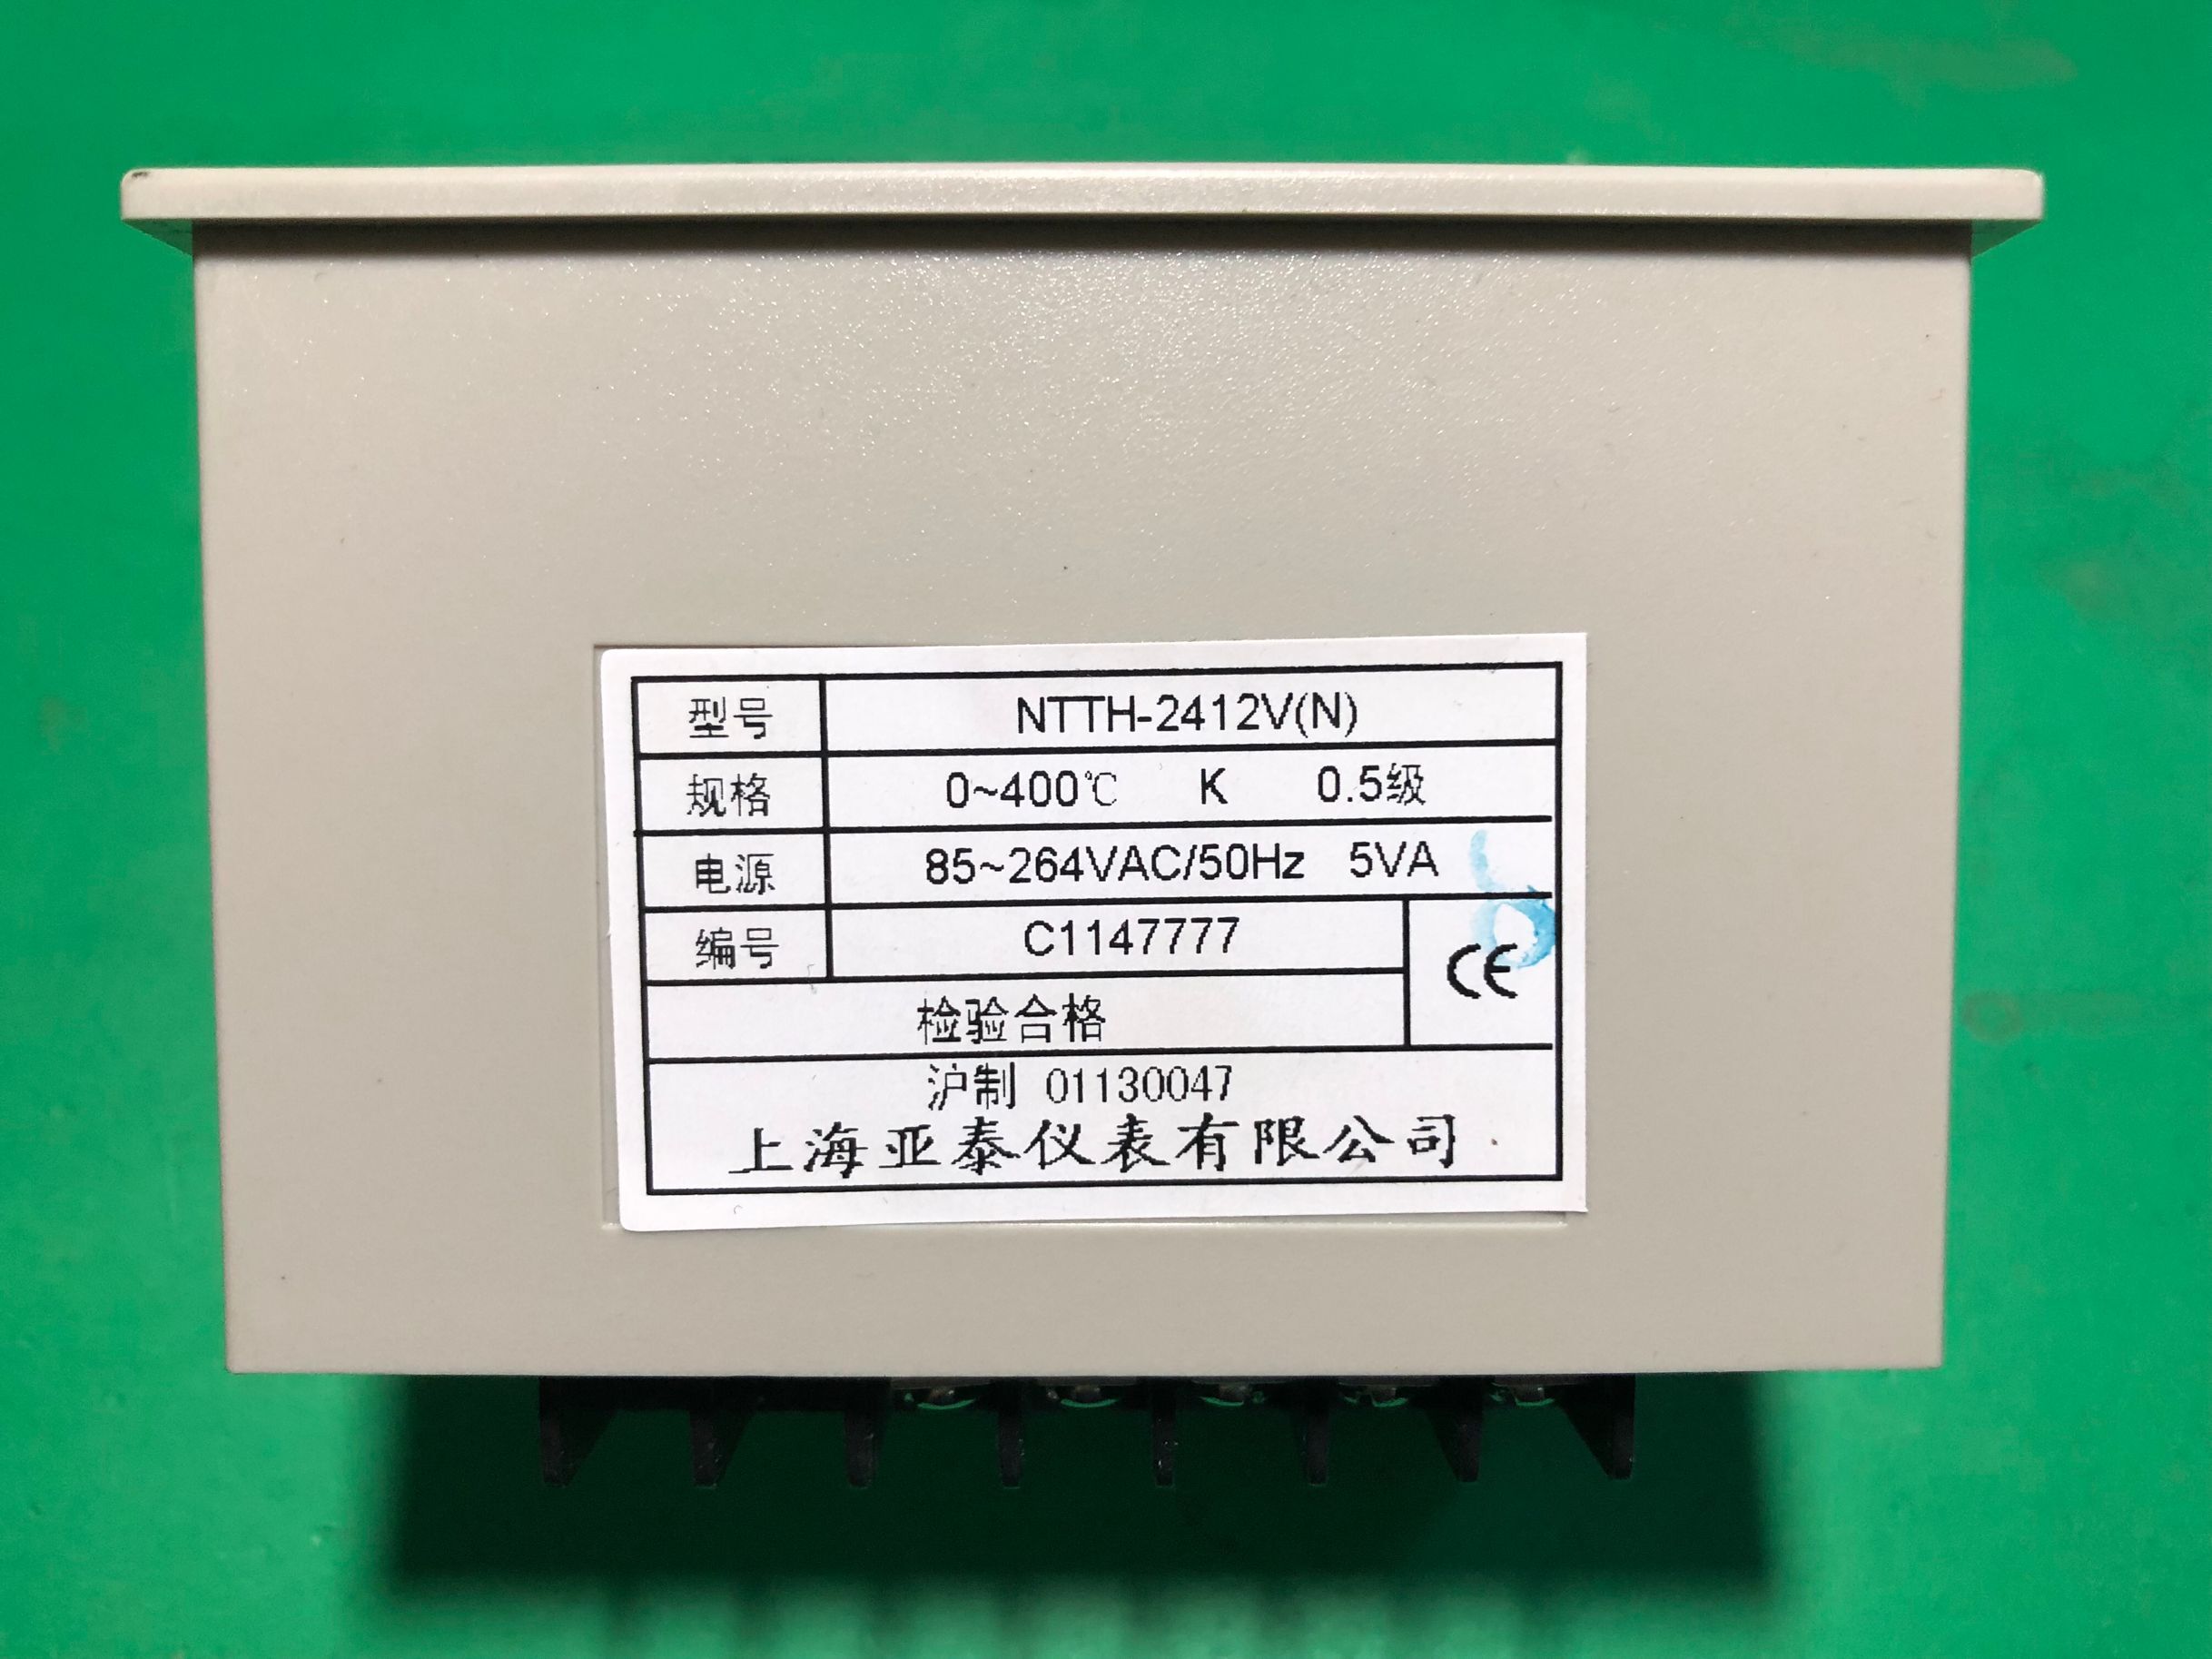 型号 NTTH-2412V(N)
规格 0~400℃ K 0.5级
电源 85~264VAC/50Hz 5VA
编号 C1147777
CE
检验合格
沪制 01130047
上海亚泰仪表有限公司